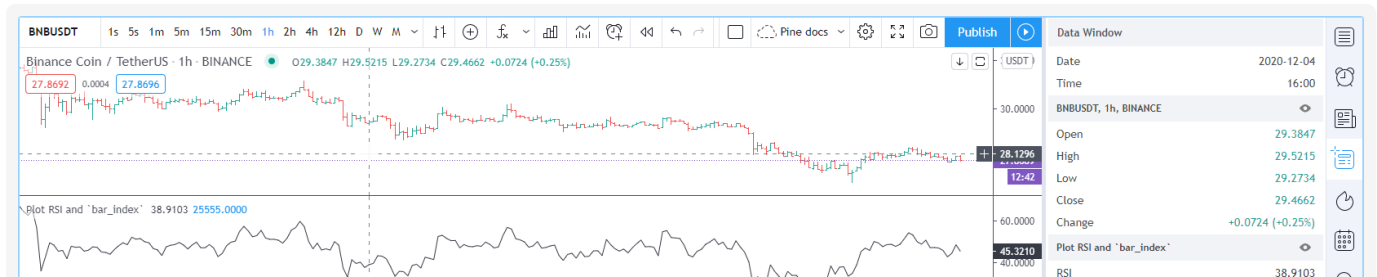 BNBUSDT 1s 5s 1m 5m 15m 30m 1h 2h 4h 12h D W M Pine docs Publish
Binance Coin / TetherUS · 1h · BINANCE O29.3847 H29.5215 L29.2734 C29.4662 +0.0724 (+0.25%)
USDT
27.8692 0.0004 27.8696
30.0000
28.1296
12:42
Plot RSI and `bar_index` 38.9103 25555.0000
60.0000
45.3210
40.0000
Data Window
Date 2020-12-04
Time 16:00
BNBUSDT, 1h, BINANCE
Open 29.3847
High 29.5215
Low 29.2734
Close 29.4662
Change +0.0724 (+0.25%)
Plot RSI and `bar_index`
RSI 38.9103